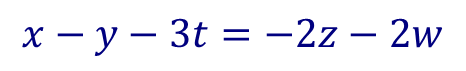 x − y − 3t = −2z − 2w